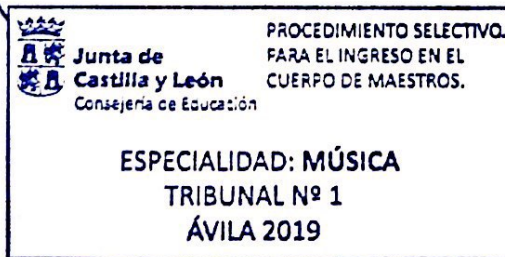 PROCEDIMIENTO SELECTIVO.
PARA EL INGRESO EN EL
CUERPO DE MAESTROS.
Junta de
Castilla y León
Consejería de Educación
ESPECIALIDAD: MÚSICA
TRIBUNAL Nº 1
ÁVILA 2019